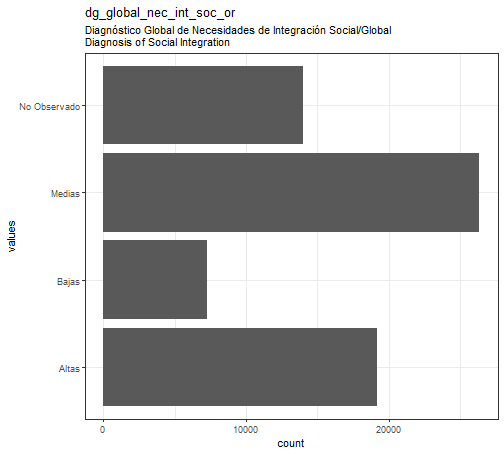 dg_global_nec_int_soc_or
Diagnóstico Global de Necesidades de Integración Social/Global
Diagnosis of Social Integration
No Observado
Medias
Bajas
Altas
values
0
10000
20000
count